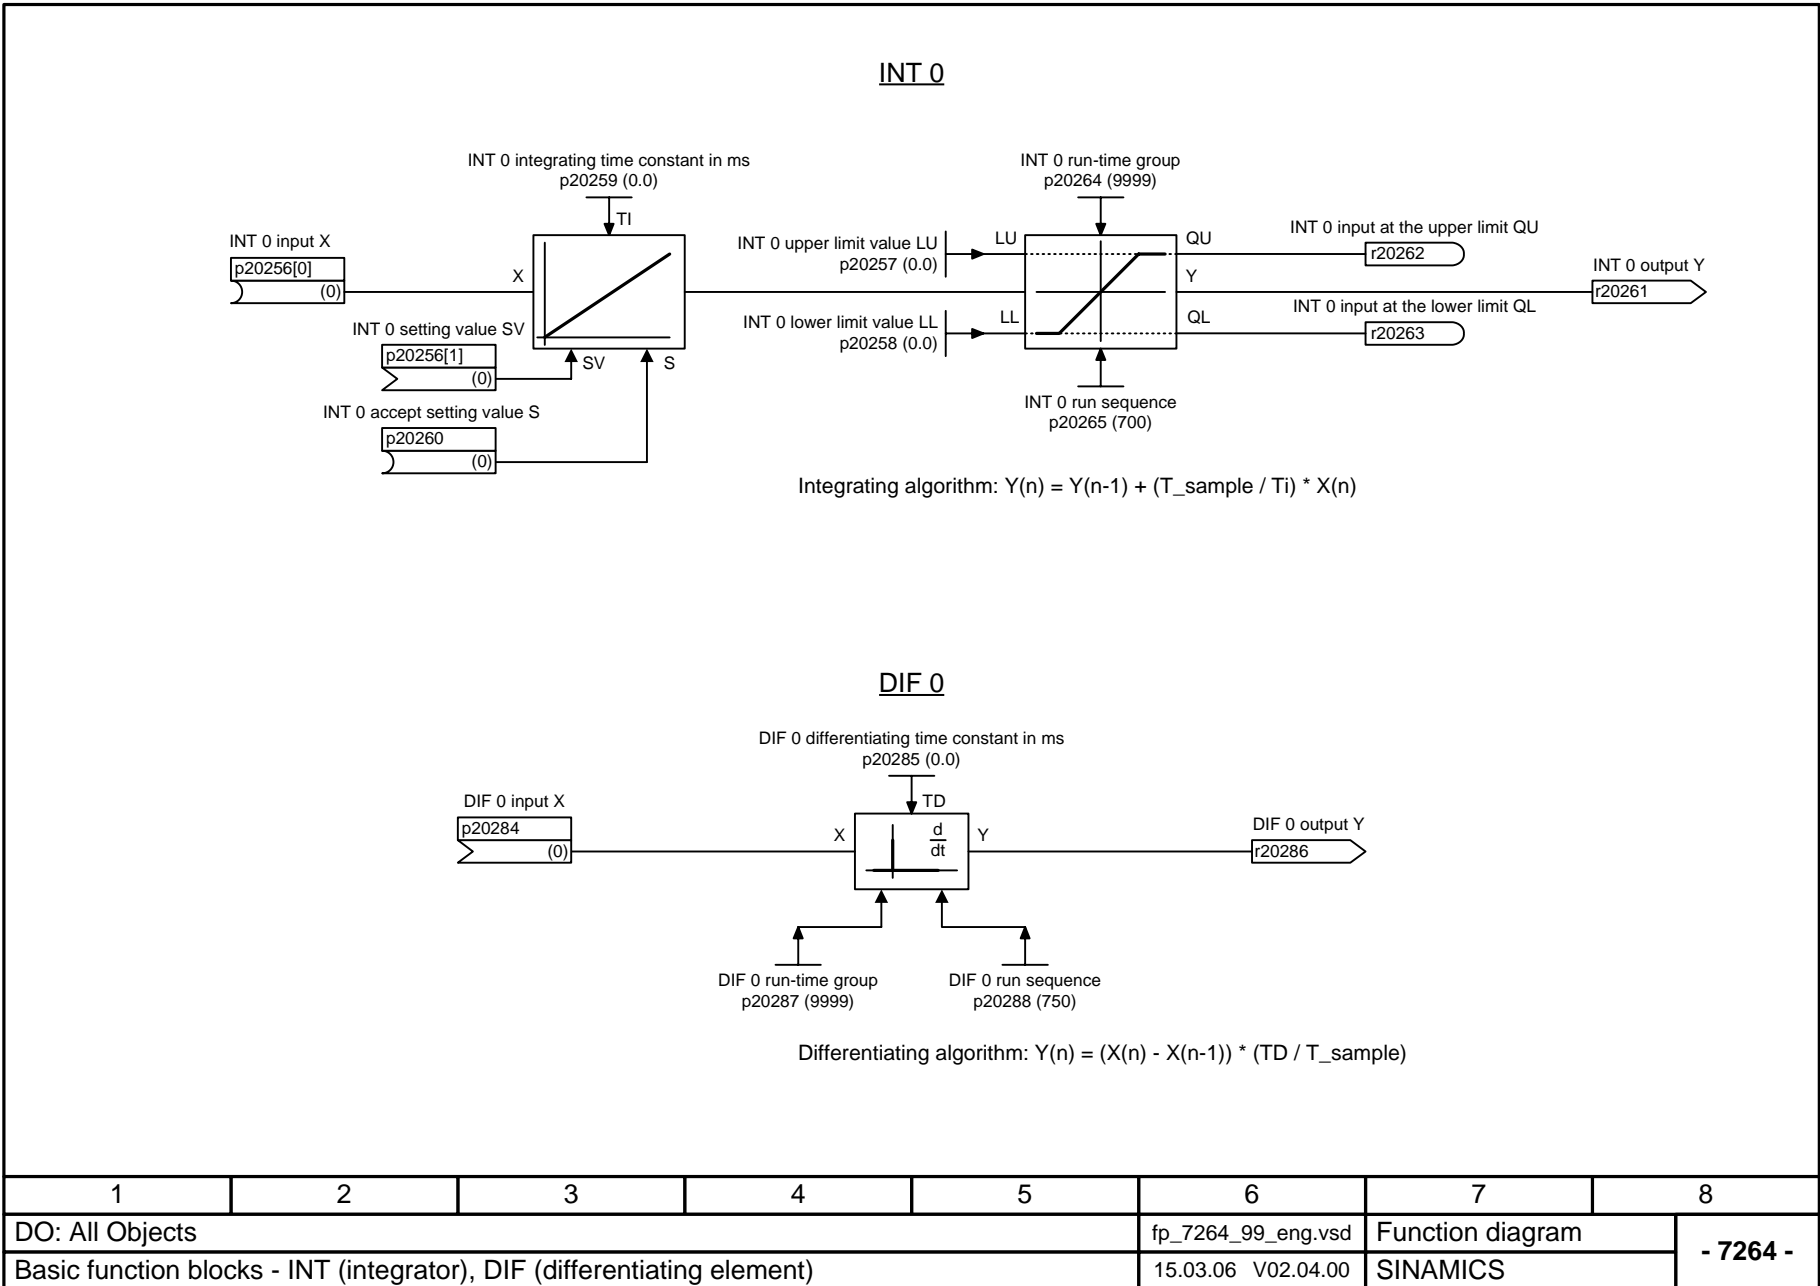 INT 0
INT 0 integrating time constant in ms
p20259 (0.0)
TI
INT 0 run-time group
p20264 (9999)
INT 0 input X
p20256[0]
(0)
X
INT 0 setting value SV
p20256[1]
(0)
SV
S
INT 0 accept setting value S
p20260
(0)
INT 0 upper limit value LU
p20257 (0.0)
LU
INT 0 lower limit value LL
p20258 (0.0)
LL
QU
Y
QL
INT 0 input at the upper limit QU
r20262
INT 0 output Y
r20261
INT 0 input at the lower limit QL
r20263
INT 0 run sequence
p20265 (700)
Integrating algorithm: Y(n) = Y(n-1) + (T_sample / Ti) * X(n)
DIF 0
DIF 0 differentiating time constant in ms
p20285 (0.0)
TD
DIF 0 input X
p20284
(0)
X
d
dt
Y
DIF 0 output Y
r20286
DIF 0 run-time group
p20287 (9999)
DIF 0 run sequence
p20288 (750)
Differentiating algorithm: Y(n) = (X(n) - X(n-1)) * (TD / T_sample)
1 2 3 4 5 6 7 8
DO: All Objects
fp_7264_99_eng.vsd
Function diagram
- 7264 -
Basic function blocks - INT (integrator), DIF (differentiating element)
15.03.06 V02.04.00
SINAMICS